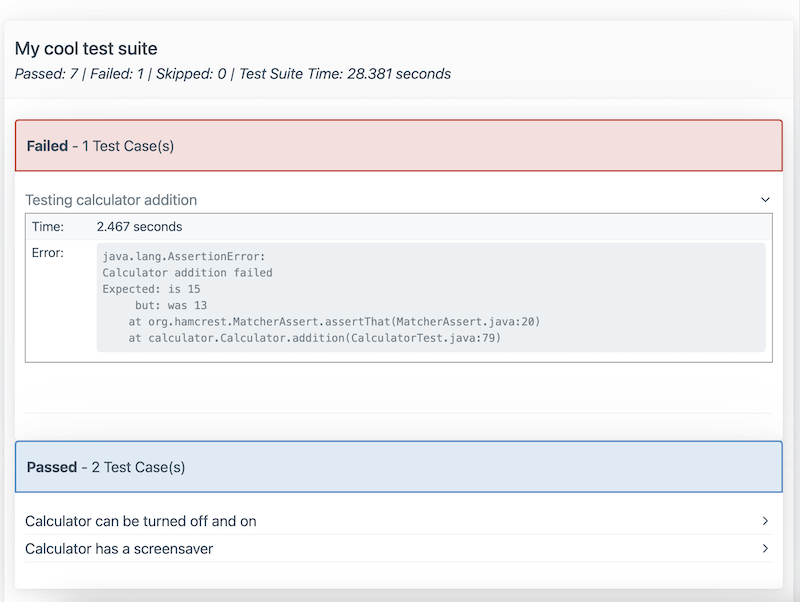 My cool test suite
Passed: 7 | Failed: 1 | Skipped: 0 | Test Suite Time: 28.381 seconds
Failed - 1 Test Case(s)
Testing calculator addition
Time: 2.467 seconds
Error:
java.lang.AssertionError:
Calculator addition failed
Expected: is 15
but: was 13
at org.hamcrest.MatcherAssert.assertThat(MatcherAssert.java:20)
at calculator.Calculator.addition(CalculatorTest.java:79)
Passed - 2 Test Case(s)
Calculator can be turned off and on
Calculator has a screensaver